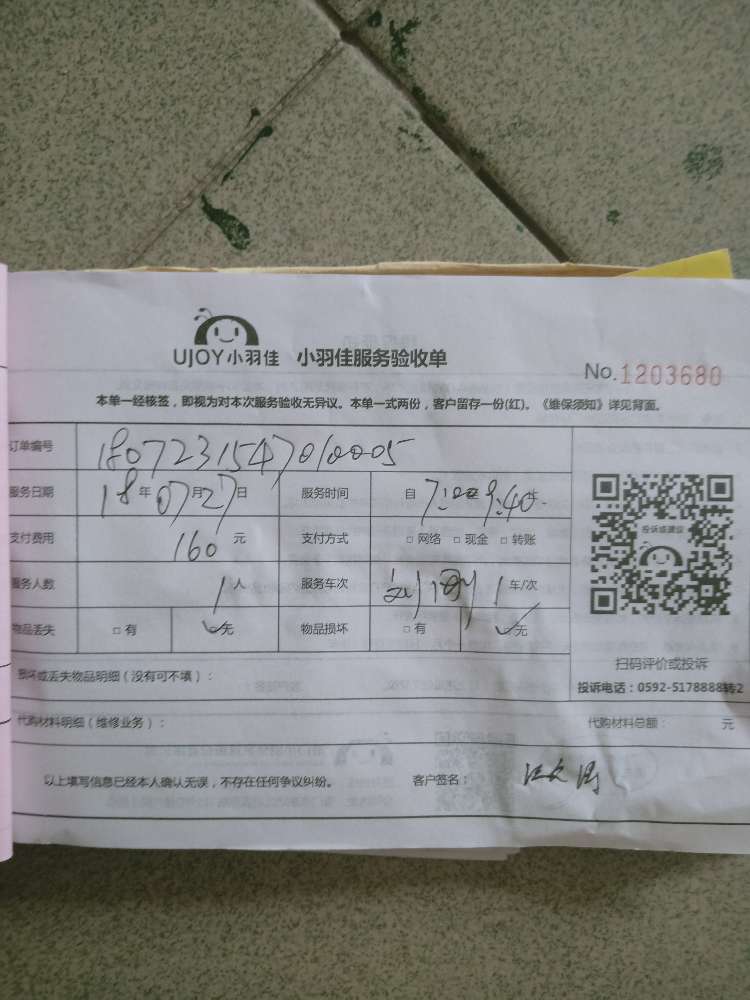 UJOY小羽佳 小羽佳服务验收单
No.1203680
本单一经核签，即视为对本次服务验收无异议。本单一式两份，客户留存一份(红)。《维保须知》详见背面。
订单编号 180723154701 0005
服务日期 18年07月27日 服务时间 自 7:00 9:40
支付费用 160元 支付方式 □网络 □现金 □转账
服务人数 1人 服务车次 1车/次
物品丢失 □有 ☑无 物品损坏 □有 ☑无
投诉或建议
扫码评价或投诉
投诉电话：0592-5178888转2
损坏或丢失物品明细（没有可不填）：
代购材料明细（维修业务）： 代购材料总额： 元
以上填写信息已经本人确认无误，不存在任何争议纠纷。 客户签名：